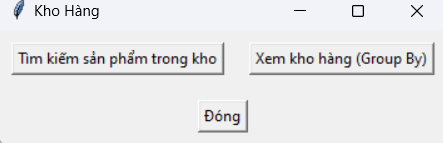 Kho Hàng
Tìm kiếm sản phẩm trong kho
Xem kho hàng (Group By)
Đóng